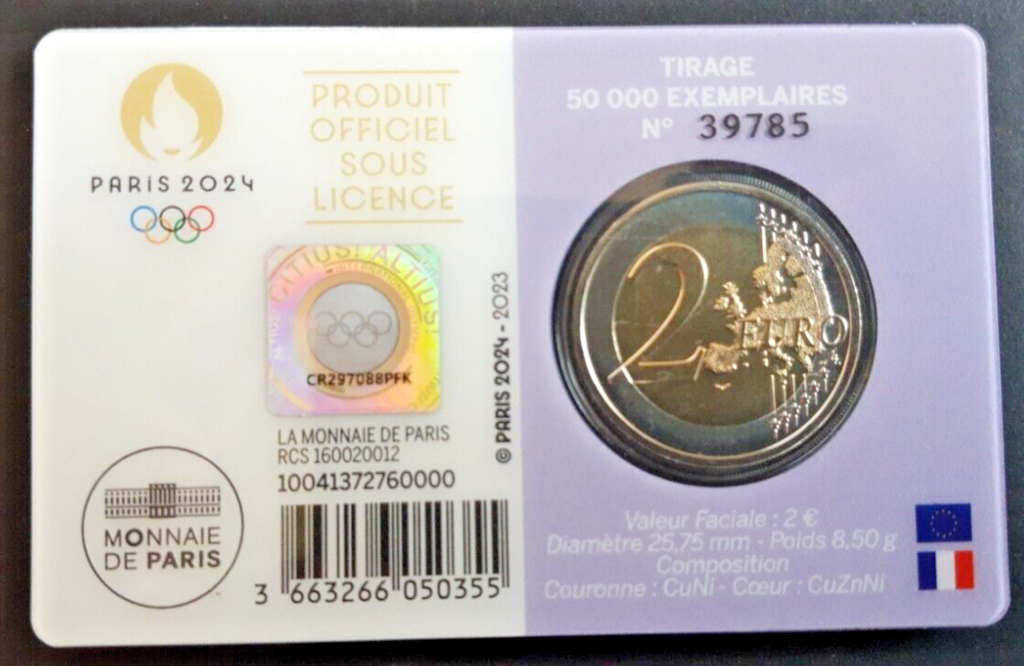 PARIS 2024
PRODUIT
OFFICIEL
SOUS
LICENCE
CITIUS! ALTIUS!
INTERNATIONAL
CR297088PFK
LA MONNAIE DE PARIS
RCS 160020012
10041372760000
3 663266 050355
MONNAIE
DE PARIS
© PARIS 2024 - 2023
TIRAGE
50 000 EXEMPLAIRES
N° 39785
2 EURO
Valeur Faciale : 2 €
Diamètre 25,75 mm - Poids 8,50 g
Composition
Couronne : CuNi - Cœur : CuZnNi